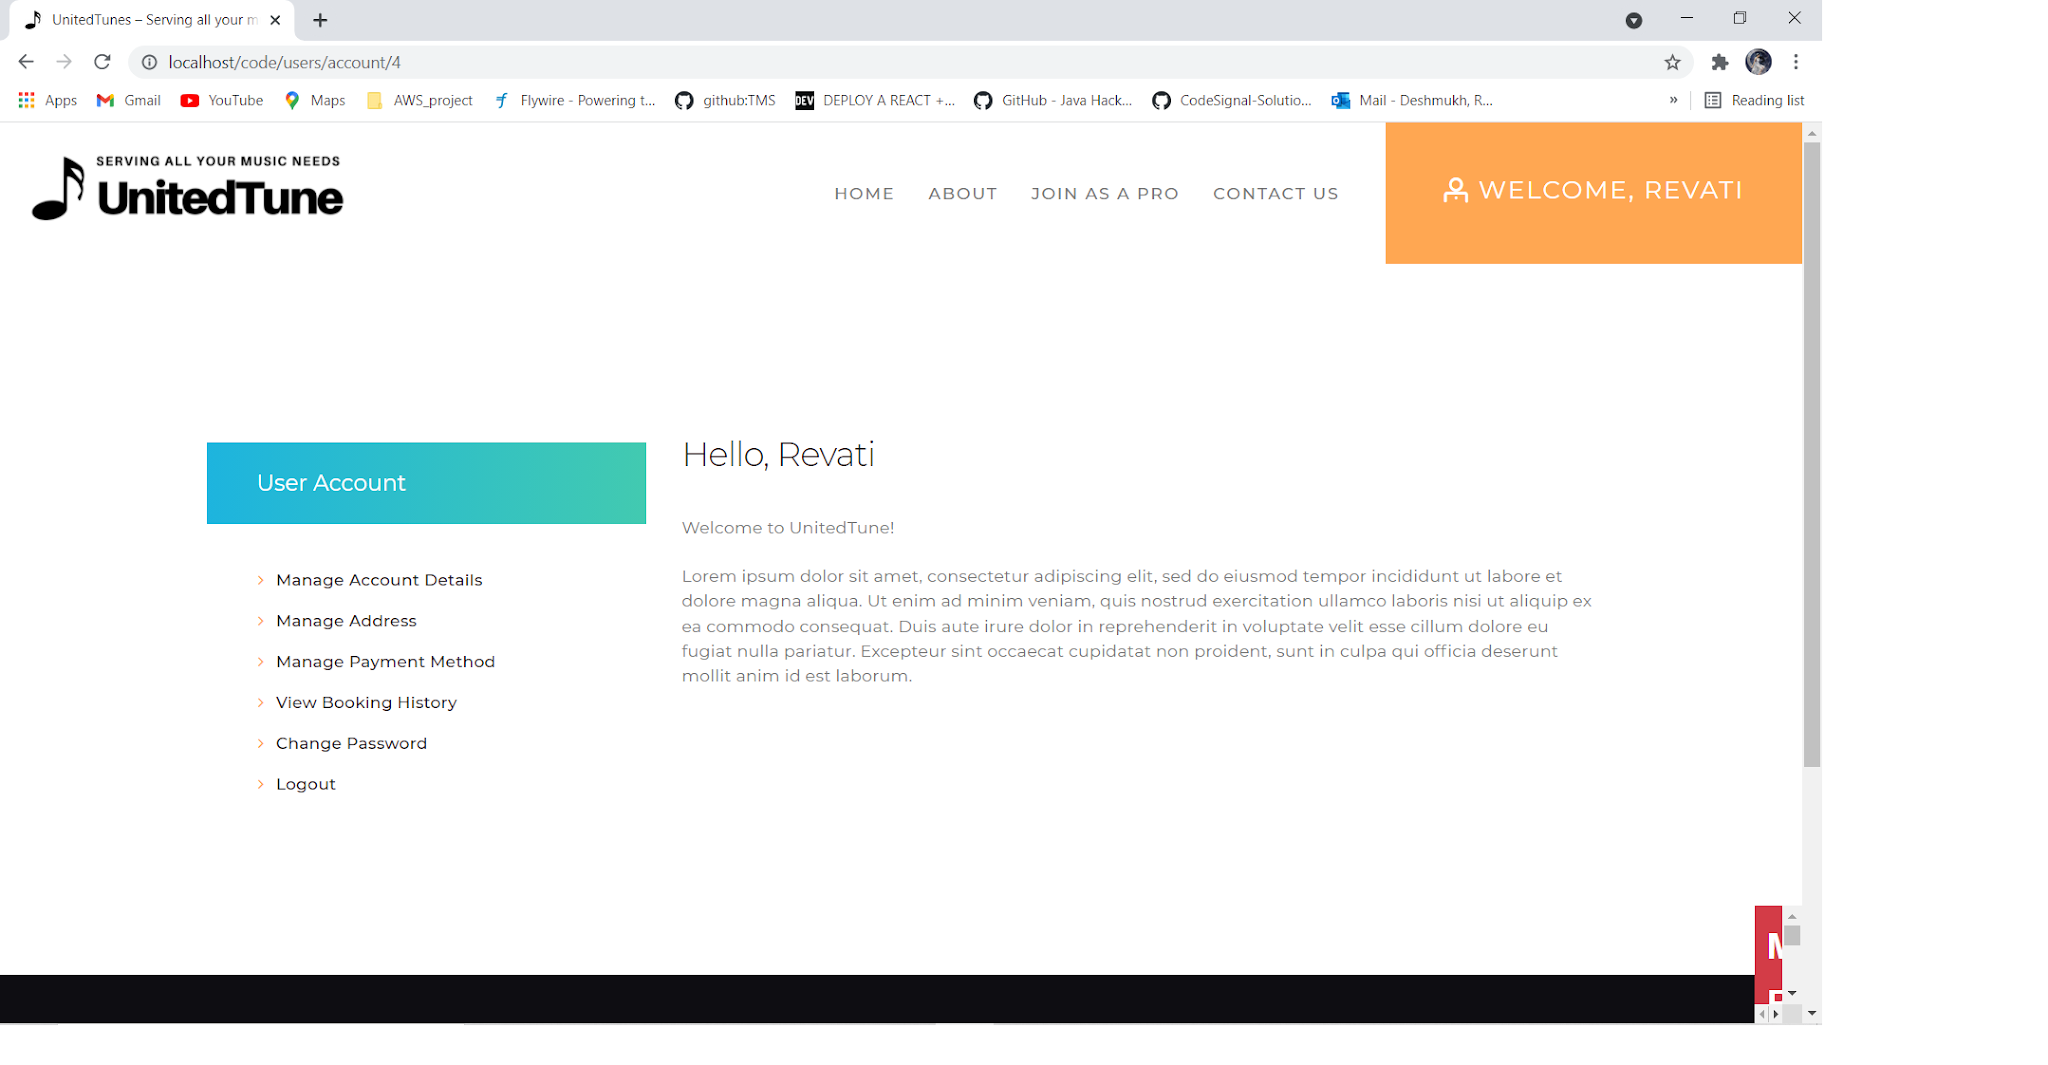 UnitedTunes – Serving all your m
localhost/code/users/account/4
Apps Gmail YouTube Maps AWS_project Flywire - Powering t... github:TMS DEV DEPLOY A REACT +... GitHub - Java Hack... CodeSignal-Solutio... Mail - Deshmukh, R... » Reading list
SERVING ALL YOUR MUSIC NEEDS
UnitedTune
HOME ABOUT JOIN AS A PRO CONTACT US
WELCOME, REVATI
User Account
Manage Account Details
Manage Address
Manage Payment Method
View Booking History
Change Password
Logout
Hello, Revati
Welcome to UnitedTune!
Lorem ipsum dolor sit amet, consectetur adipiscing elit, sed do eiusmod tempor incididunt ut labore et
dolore magna aliqua. Ut enim ad minim veniam, quis nostrud exercitation ullamco laboris nisi ut aliquip ex
ea commodo consequat. Duis aute irure dolor in reprehenderit in voluptate velit esse cillum dolore eu
fugiat nulla pariatur. Excepteur sint occaecat cupidatat non proident, sunt in culpa qui officia deserunt
mollit anim id est laborum.